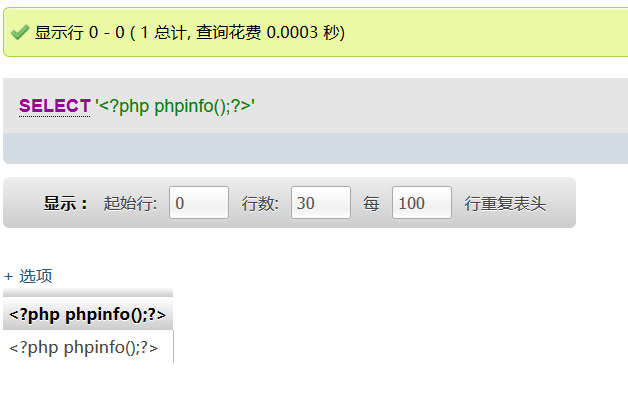 显示行 0 - 0 ( 1 总计, 查询花费 0.0003 秒)
SELECT '<?php phpinfo();?>'
显示： 起始行: 0 行数: 30 每 100 行重复表头
+ 选项
<?php phpinfo();?>
<?php phpinfo();?>